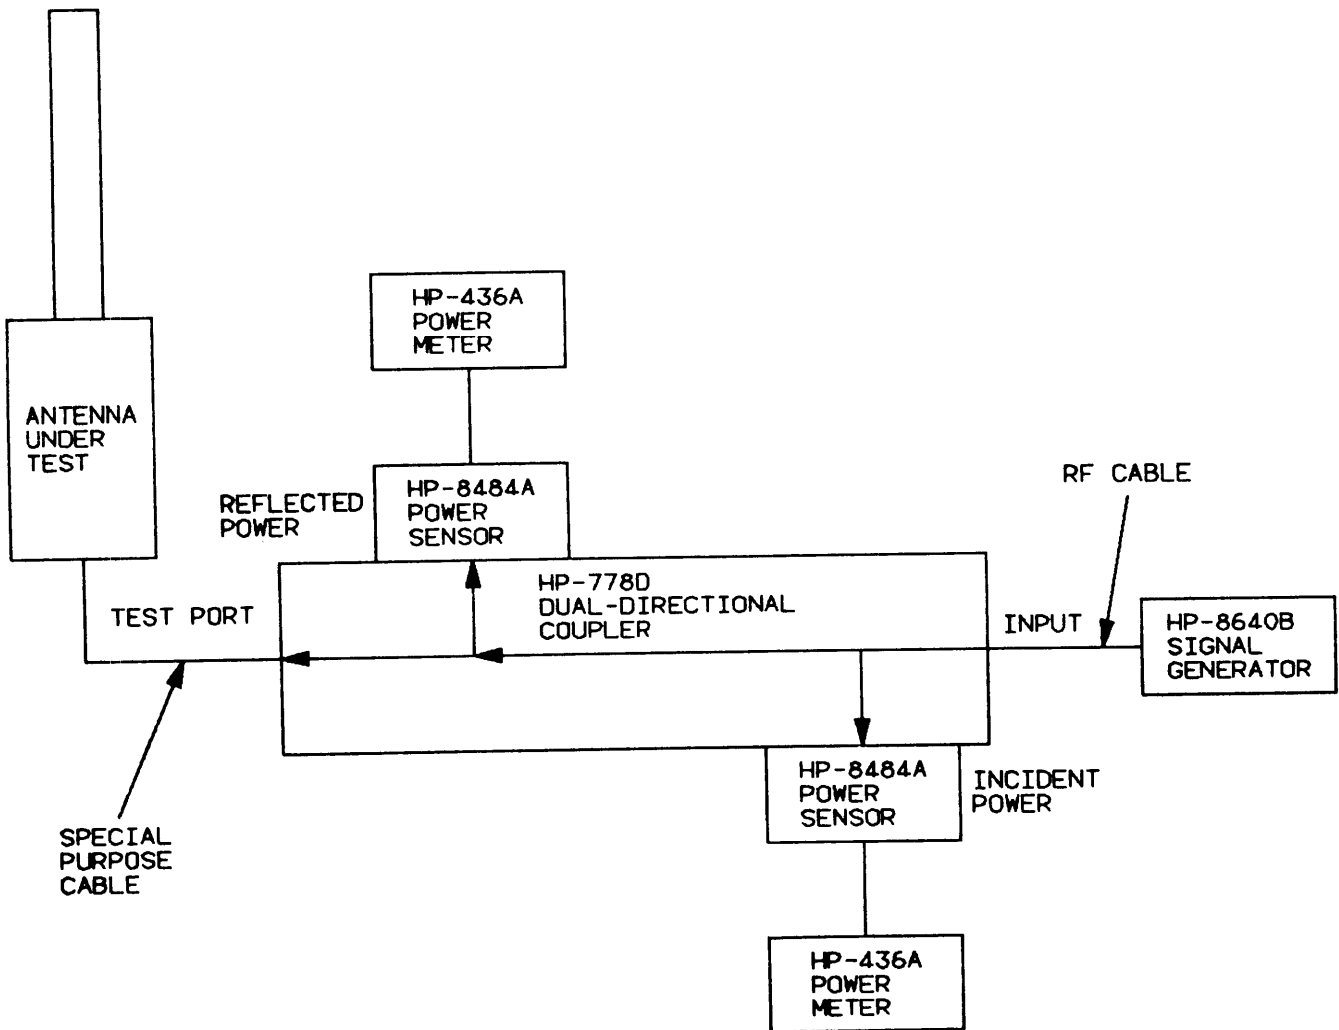 HP-436A
POWER
METER
ANTENNA
UNDER
TEST
REFLECTED
POWER
HP-8484A
POWER
SENSOR
RF CABLE
TEST PORT
HP-778D
DUAL-DIRECTIONAL
COUPLER
INPUT
HP-8640B
SIGNAL
GENERATOR
HP-8484A
POWER
SENSOR
INCIDENT
POWER
SPECIAL
PURPOSE
CABLE
HP-436A
POWER
METER